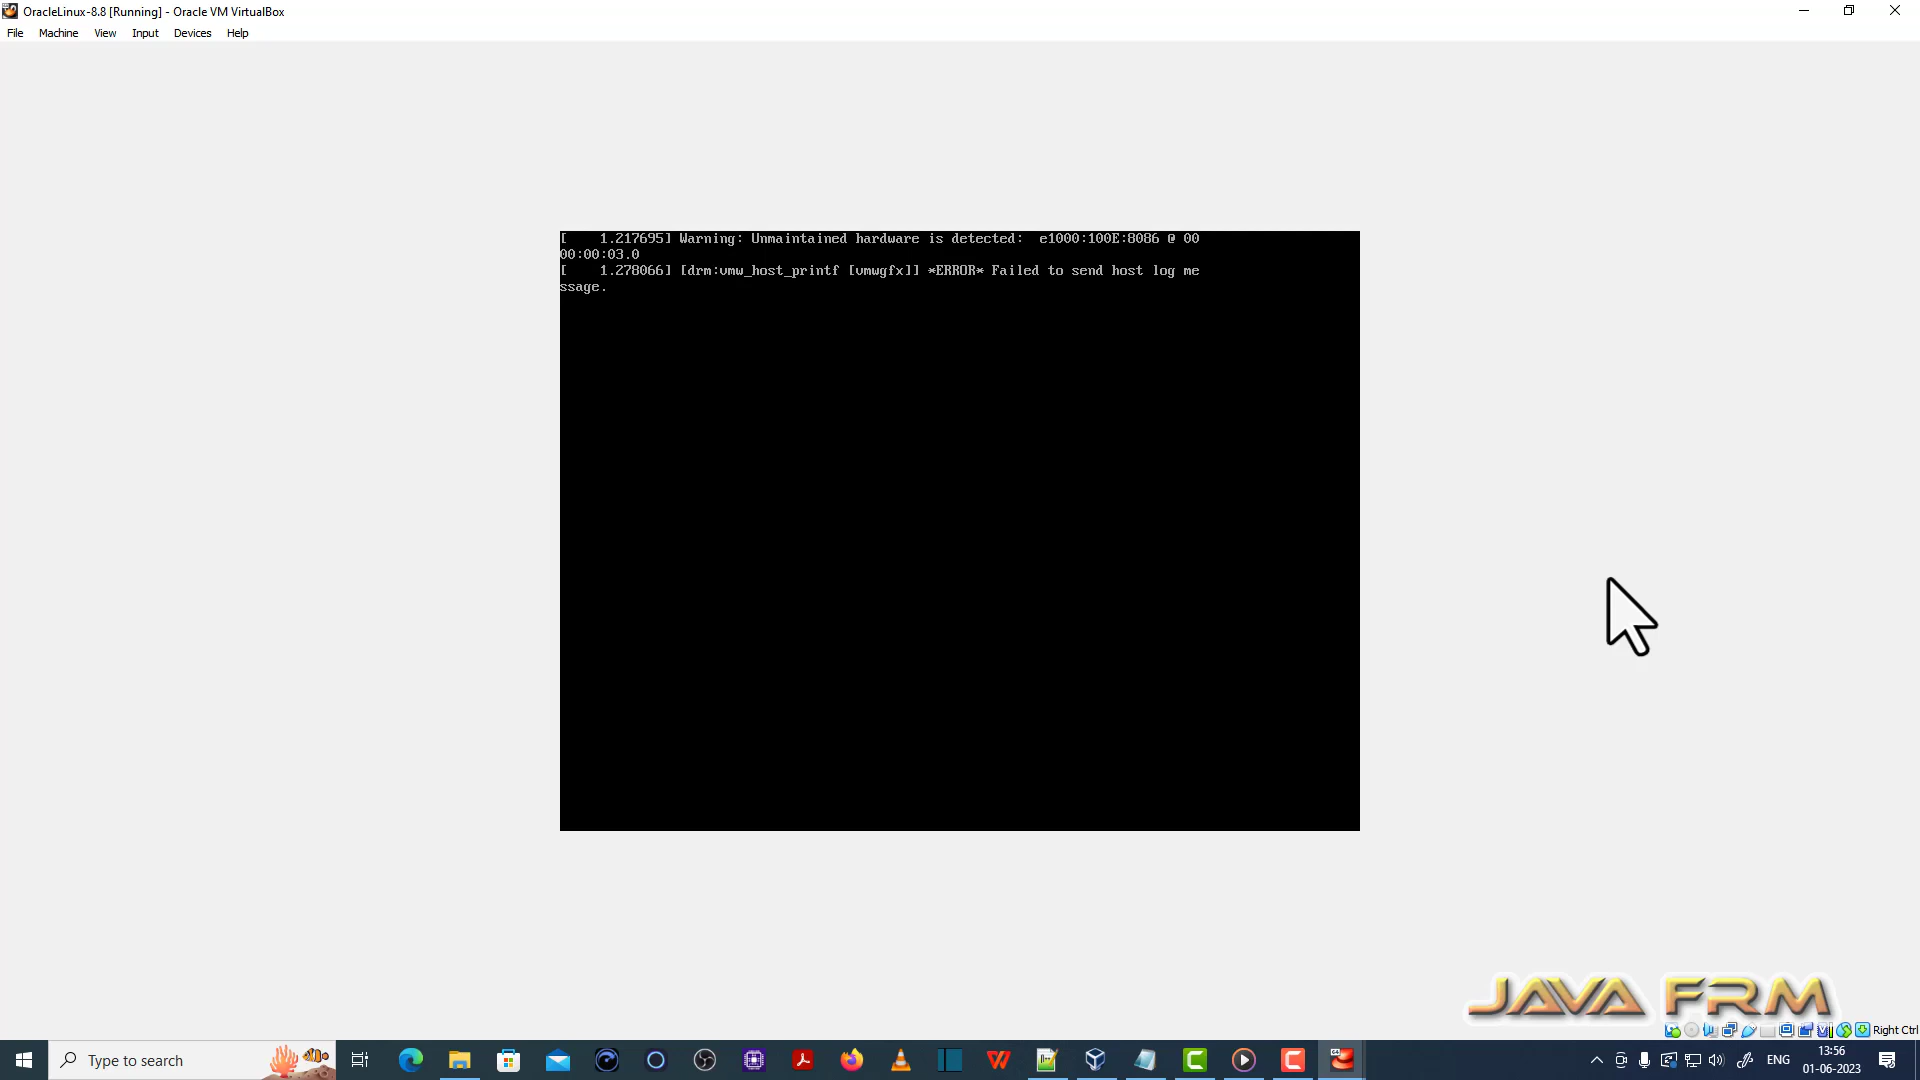 OracleLinux-8.8 [Running] - Oracle VM VirtualBox
File Machine View Input Devices Help
[    1.217695] Warning: Unmaintained hardware is detected:  e1000:100E:8086 @ 00
00:00:03.0
[    1.278066] [drm:vmw_host_printf [vmwgfx]] *ERROR* Failed to send host log me
ssage.
JAVA FRM
Right Ctrl
Type to search
ENG
13:56
01-06-2023